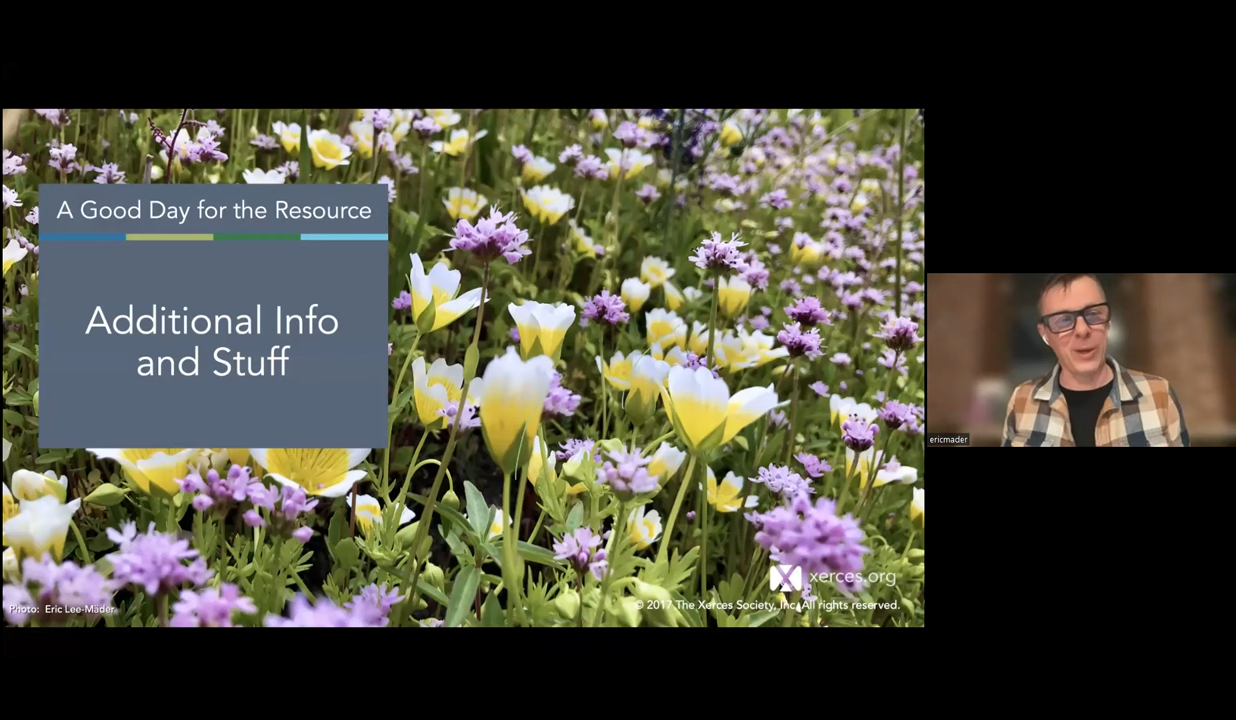 A Good Day for the Resource
Additional Info
and Stuff
xerces.org
Photo: Eric Lee-Mäder
© 2017 The Xerces Society, Inc. All rights reserved.
ericmader